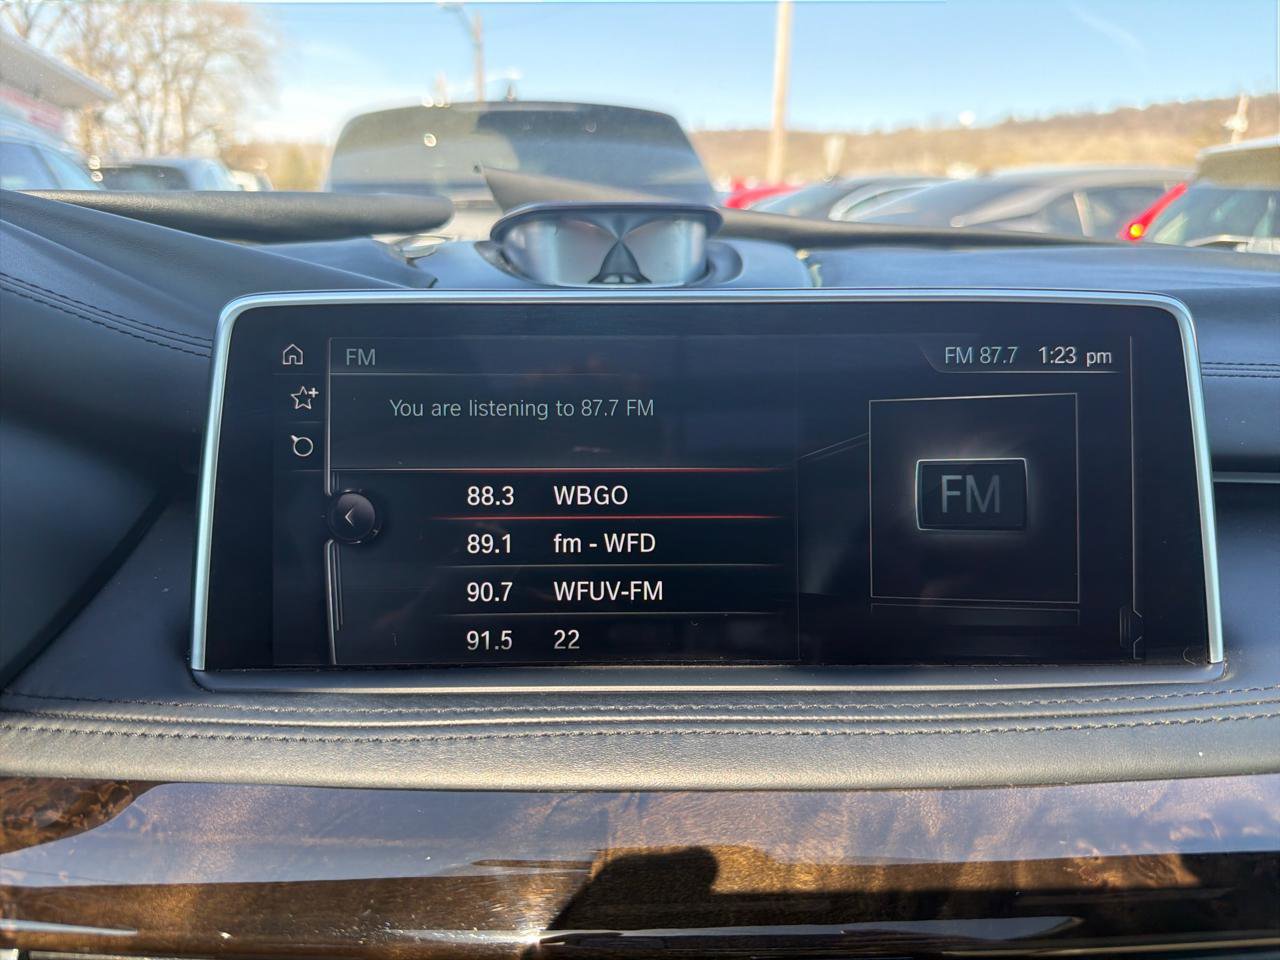 FM
FM 87.7 1:23 pm
You are listening to 87.7 FM
88.3 WBGO
89.1 fm - WFD
90.7 WFUV-FM
91.5 22
FM